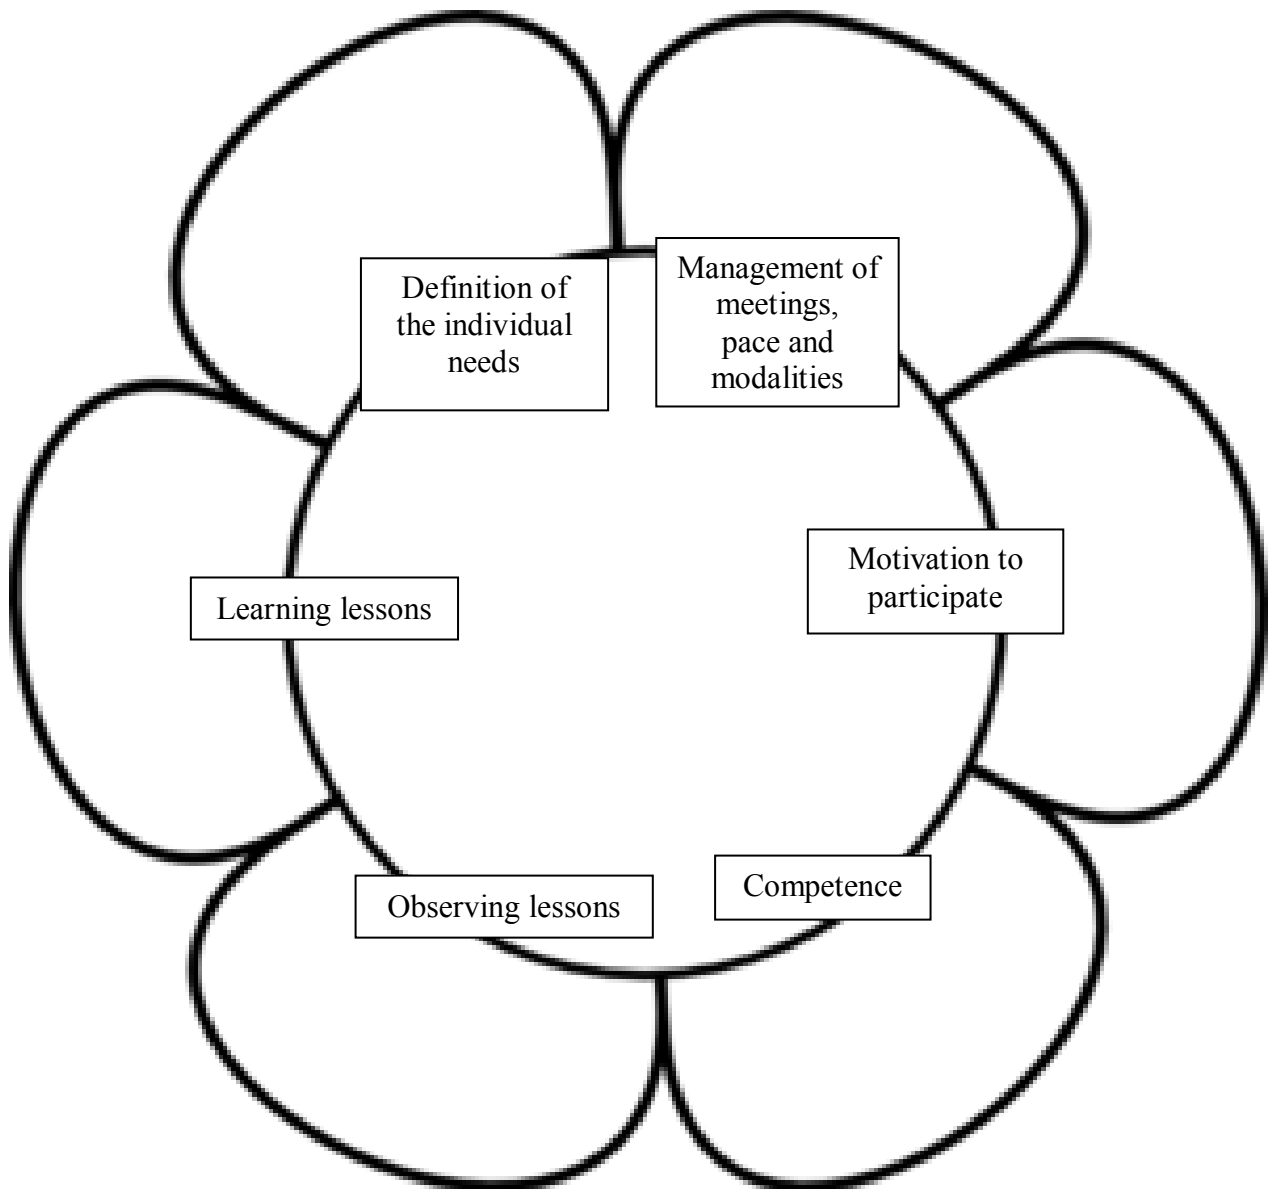 Definition of
the individual
needs
Management of
meetings,
pace and
modalities
Motivation to
participate
Learning lessons
Competence
Observing lessons